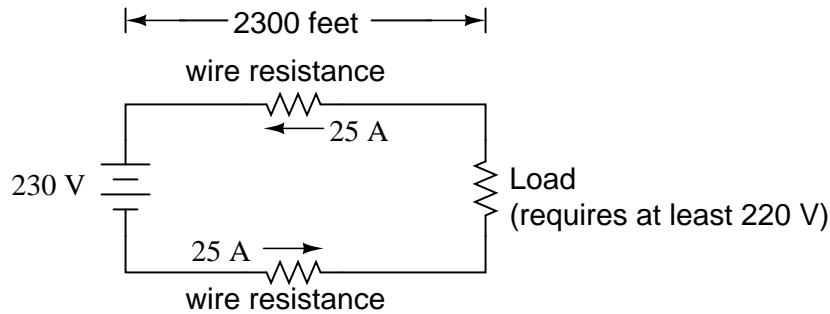 2300 feet
wire resistance
25 A
230 V
Load
(requires at least 220 V)
25 A
wire resistance